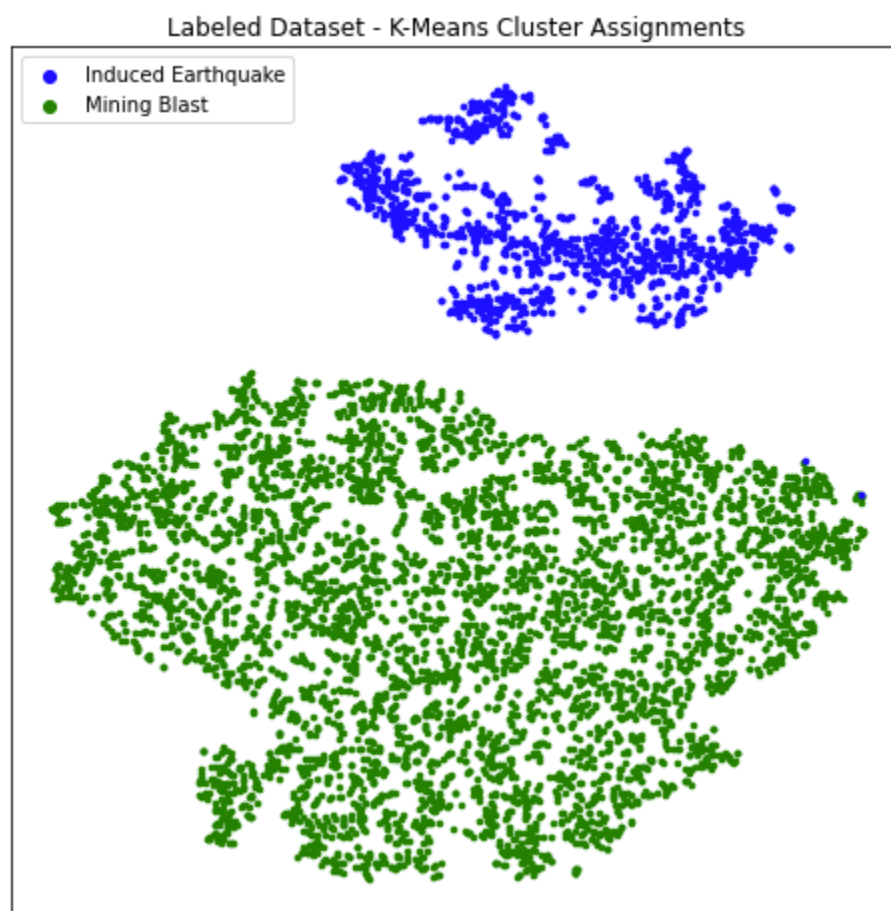 Labeled Dataset - K-Means Cluster Assignments
Induced Earthquake
Mining Blast